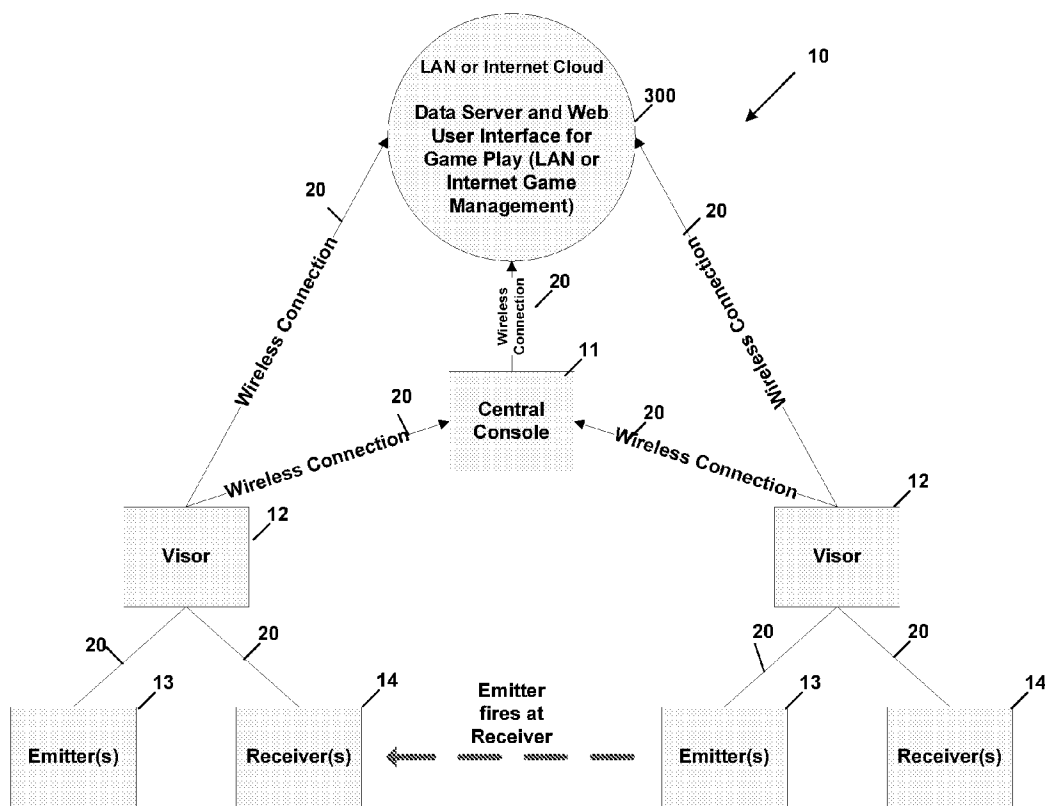 LAN or Internet Cloud
10
300
Data Server and Web
User Interface for
Game Play (LAN or
Internet Game
Management)
20
Wireless Connection
20
Wireless Connection
20
Wireless
Connection
11
Central
Console
20
Wireless Connection
20
Wireless Connection
12
Visor
12
Visor
20
20
20
20
13
Emitter(s)
14
Receiver(s)
Emitter
fires at
Receiver
13
Emitter(s)
14
Receiver(s)